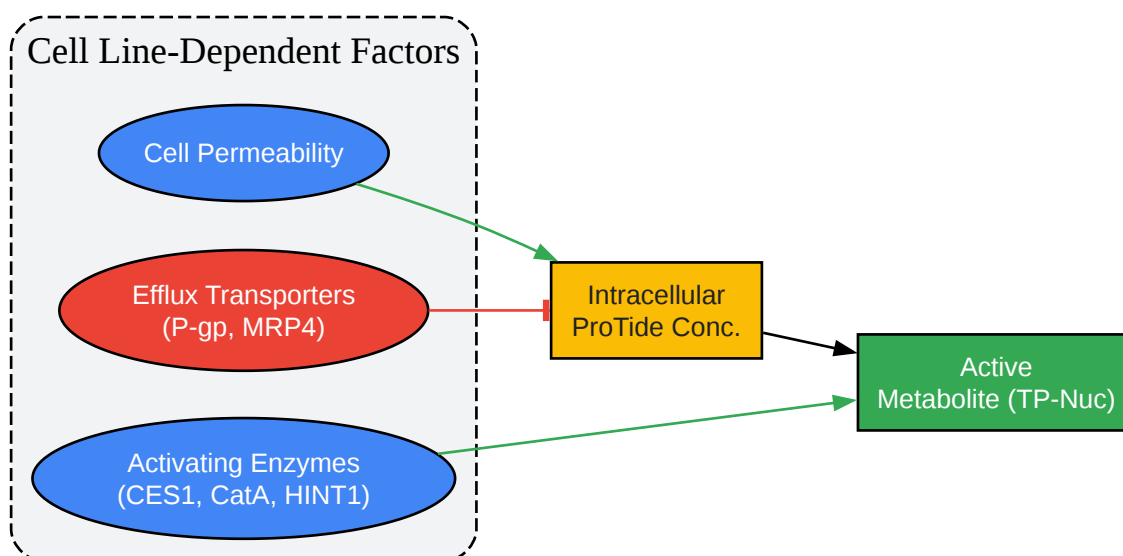 Cell Line-Dependent Factors
Cell Permeability
Efflux Transporters
(P-gp, MRP4)
Intracellular
ProTide Conc.
Active
Metabolite (TP-Nuc)
Activating Enzymes
(CES1, CatA, HINT1)